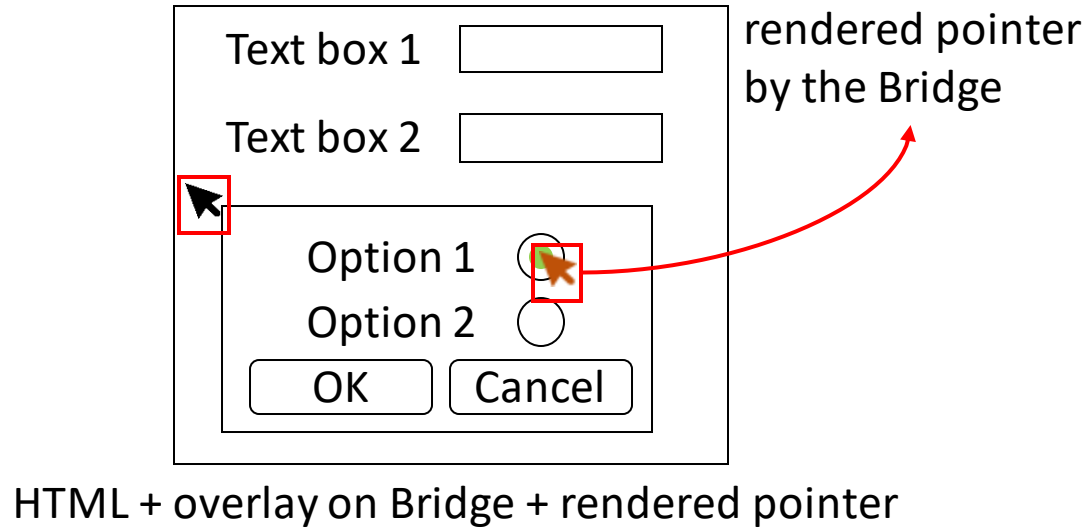 Text box 1
rendered pointer
by the Bridge
Text box 2
Option 1
Option 2
OK
Cancel
HTML + overlay on Bridge + rendered pointer